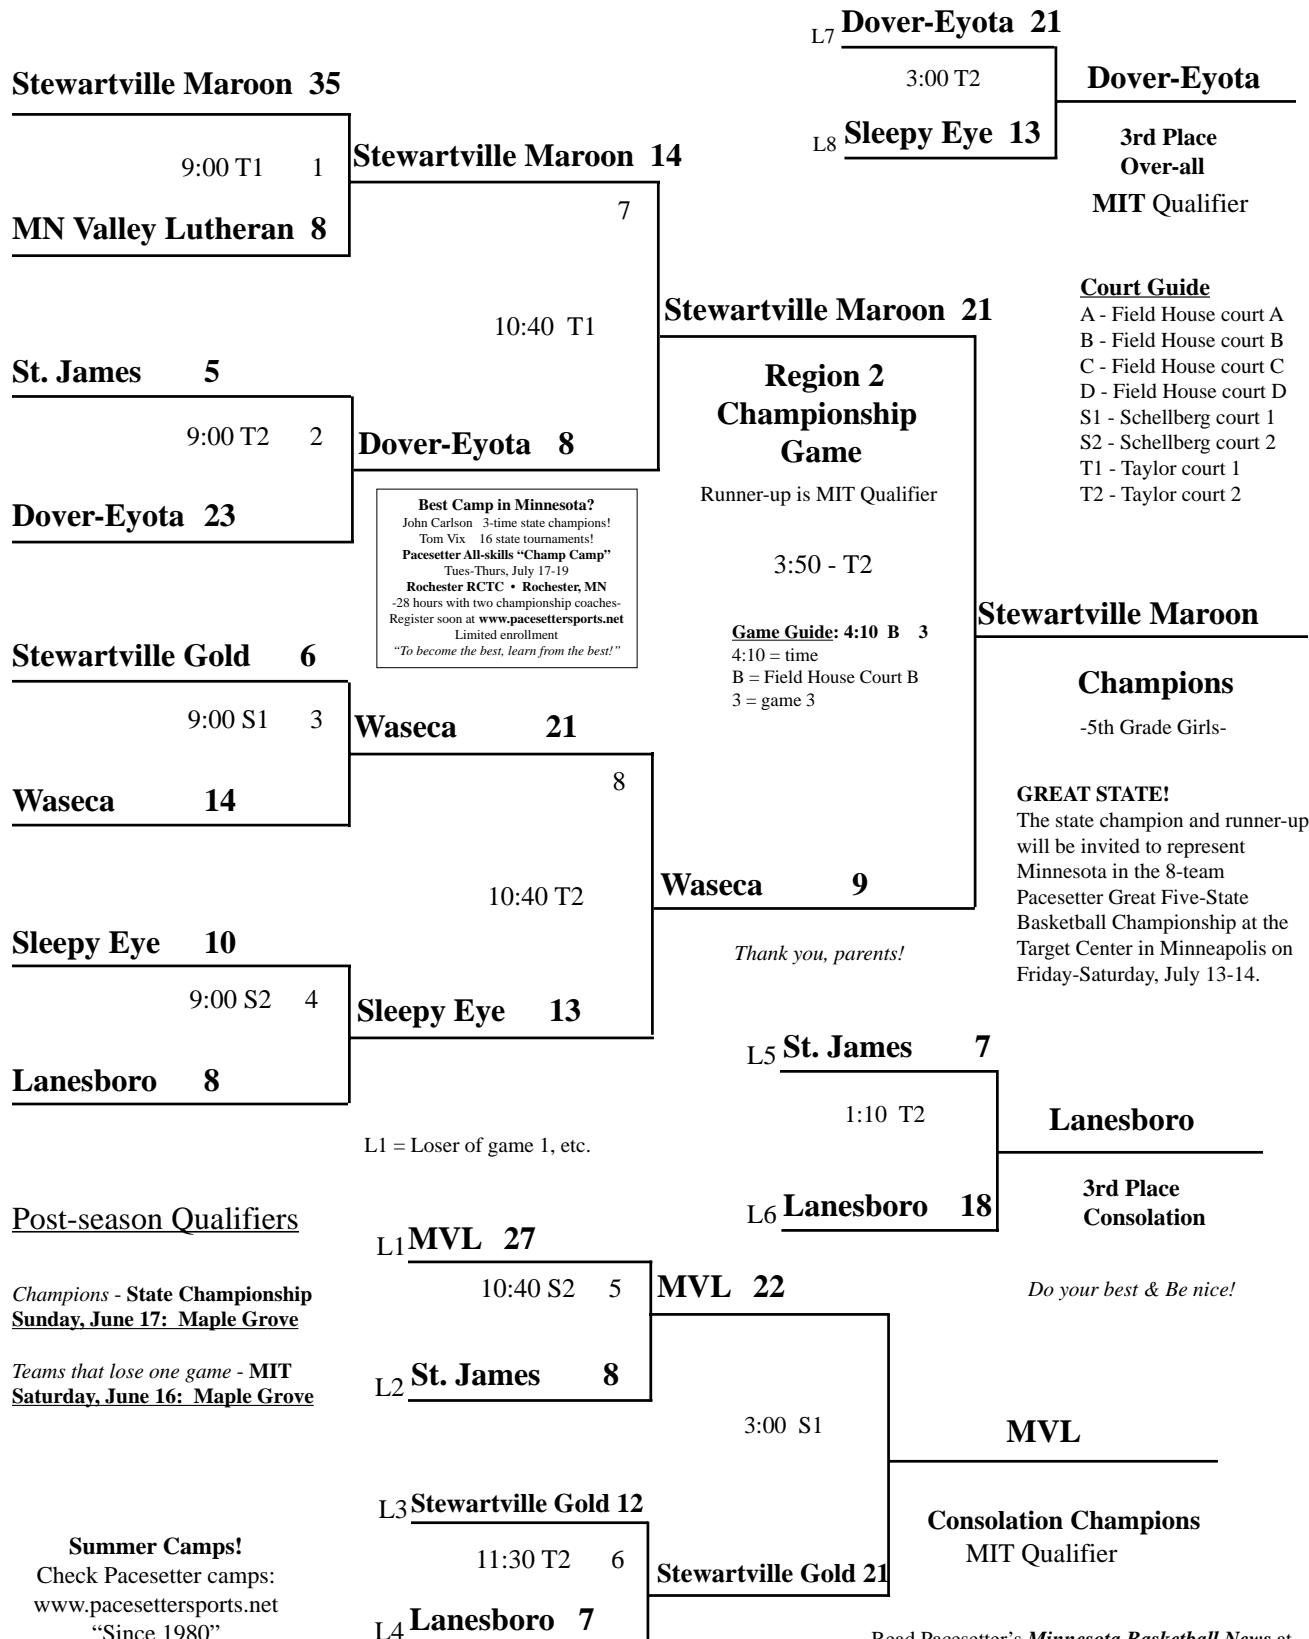 L7 Dover-Eyota 21
3:00 T2
L8 Sleepy Eye 13
Dover-Eyota
3rd Place
Over-all
MIT Qualifier
Stewartville Maroon 35
9:00 T1 1
MN Valley Lutheran 8
Stewartville Maroon 14
7
10:40 T1
St. James 5
9:00 T2 2
Dover-Eyota 23
Dover-Eyota 8
Stewartville Maroon 21
Region 2
Championship
Game
Runner-up is MIT Qualifier
3:50 - T2
Game Guide: 4:10 B 3
4:10 = time
B = Field House Court B
3 = game 3
Court Guide
A - Field House court A
B - Field House court B
C - Field House court C
D - Field House court D
S1 - Schellberg court 1
S2 - Schellberg court 2
T1 - Taylor court 1
T2 - Taylor court 2
Best Camp in Minnesota?
John Carlson 3-time state champions!
Tom Vix 16 state tournaments!
Pacesetter All-skills “Champ Camp”
Tues-Thurs, July 17-19
Rochester RCTC • Rochester, MN
-28 hours with two championship coaches-
Register soon at www.pacesettersports.net
Limited enrollment
“To become the best, learn from the best!”
Stewartville Maroon
Champions
-5th Grade Girls-
Stewartville Gold 6
9:00 S1 3
Waseca 14
Waseca 21
8
10:40 T2
Sleepy Eye 10
9:00 S2 4
Lanesboro 8
Sleepy Eye 13
Waseca 9
Thank you, parents!
GREAT STATE!
The state champion and runner-up
will be invited to represent
Minnesota in the 8-team
Pacesetter Great Five-State
Basketball Championship at the
Target Center in Minneapolis on
Friday-Saturday, July 13-14.
L5 St. James 7
1:10 T2
L6 Lanesboro 18
Lanesboro
3rd Place
Consolation
Do your best & Be nice!
L1 = Loser of game 1, etc.
Post-season Qualifiers
Champions - State Championship
Sunday, June 17: Maple Grove
Teams that lose one game - MIT
Saturday, June 16: Maple Grove
L1 MVL 27
10:40 S2 5
L2 St. James 8
MVL 22
3:00 S1
MVL
Consolation Champions
MIT Qualifier
L3 Stewartville Gold 12
11:30 T2 6
L4 Lanesboro 7
Stewartville Gold 21
Summer Camps!
Check Pacesetter camps:
www.pacesettersports.net
“Since 1980”
Read Pacesetter's Minnesota Basketball News at